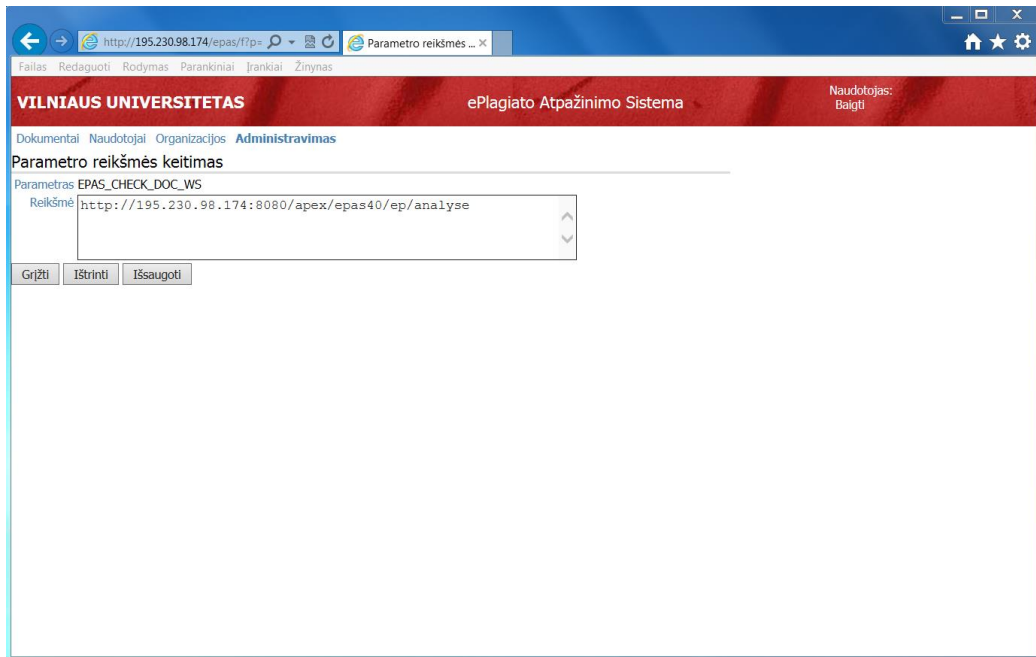 http://195.230.98.174/epas/f?p=
Parametro reikšmės ...
Failas Redaguoti Rodymas Parankiniai Įrankiai Žinynas
VILNIAUS UNIVERSITETAS
ePlagiato Atpažinimo Sistema
Naudotojas:
Baigti
Dokumentai Naudotojai Organizacijos Administravimas
Parametro reikšmės keitimas
Parametras EPAS_CHECK_DOC_WS
Reikšmė http://195.230.98.174:8080/apex/epas40/ep/analyse
Grįžti Ištrinti Išsaugoti